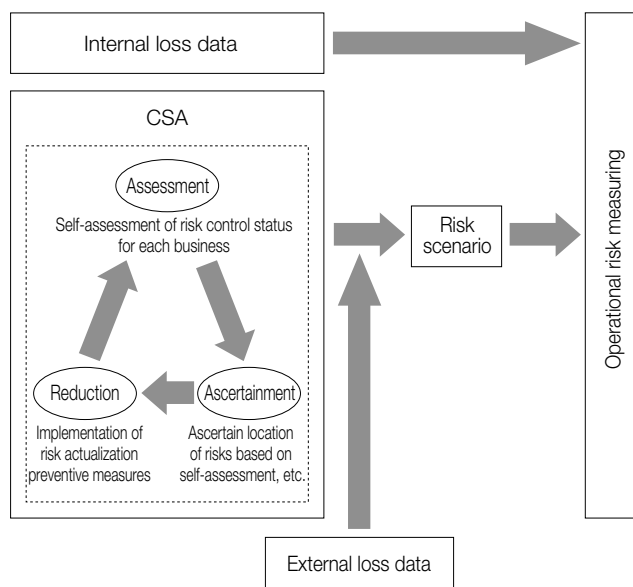 Internal loss data
CSA
Assessment
Self-assessment of risk control status
for each business
Reduction
Implementation of
risk actualization
preventive measures
Ascertainment
Ascertain location
of risks based on
self-assessment, etc.
Risk
scenario
External loss data
Operational risk measuring